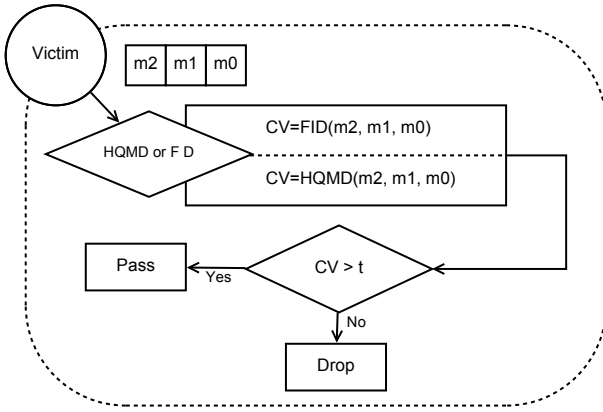 Victim
m2 m1 m0
CV=FID(m2, m1, m0)
HQMD or F D
CV=HQMD(m2, m1, m0)
Pass
Yes
CV > t
No
Drop